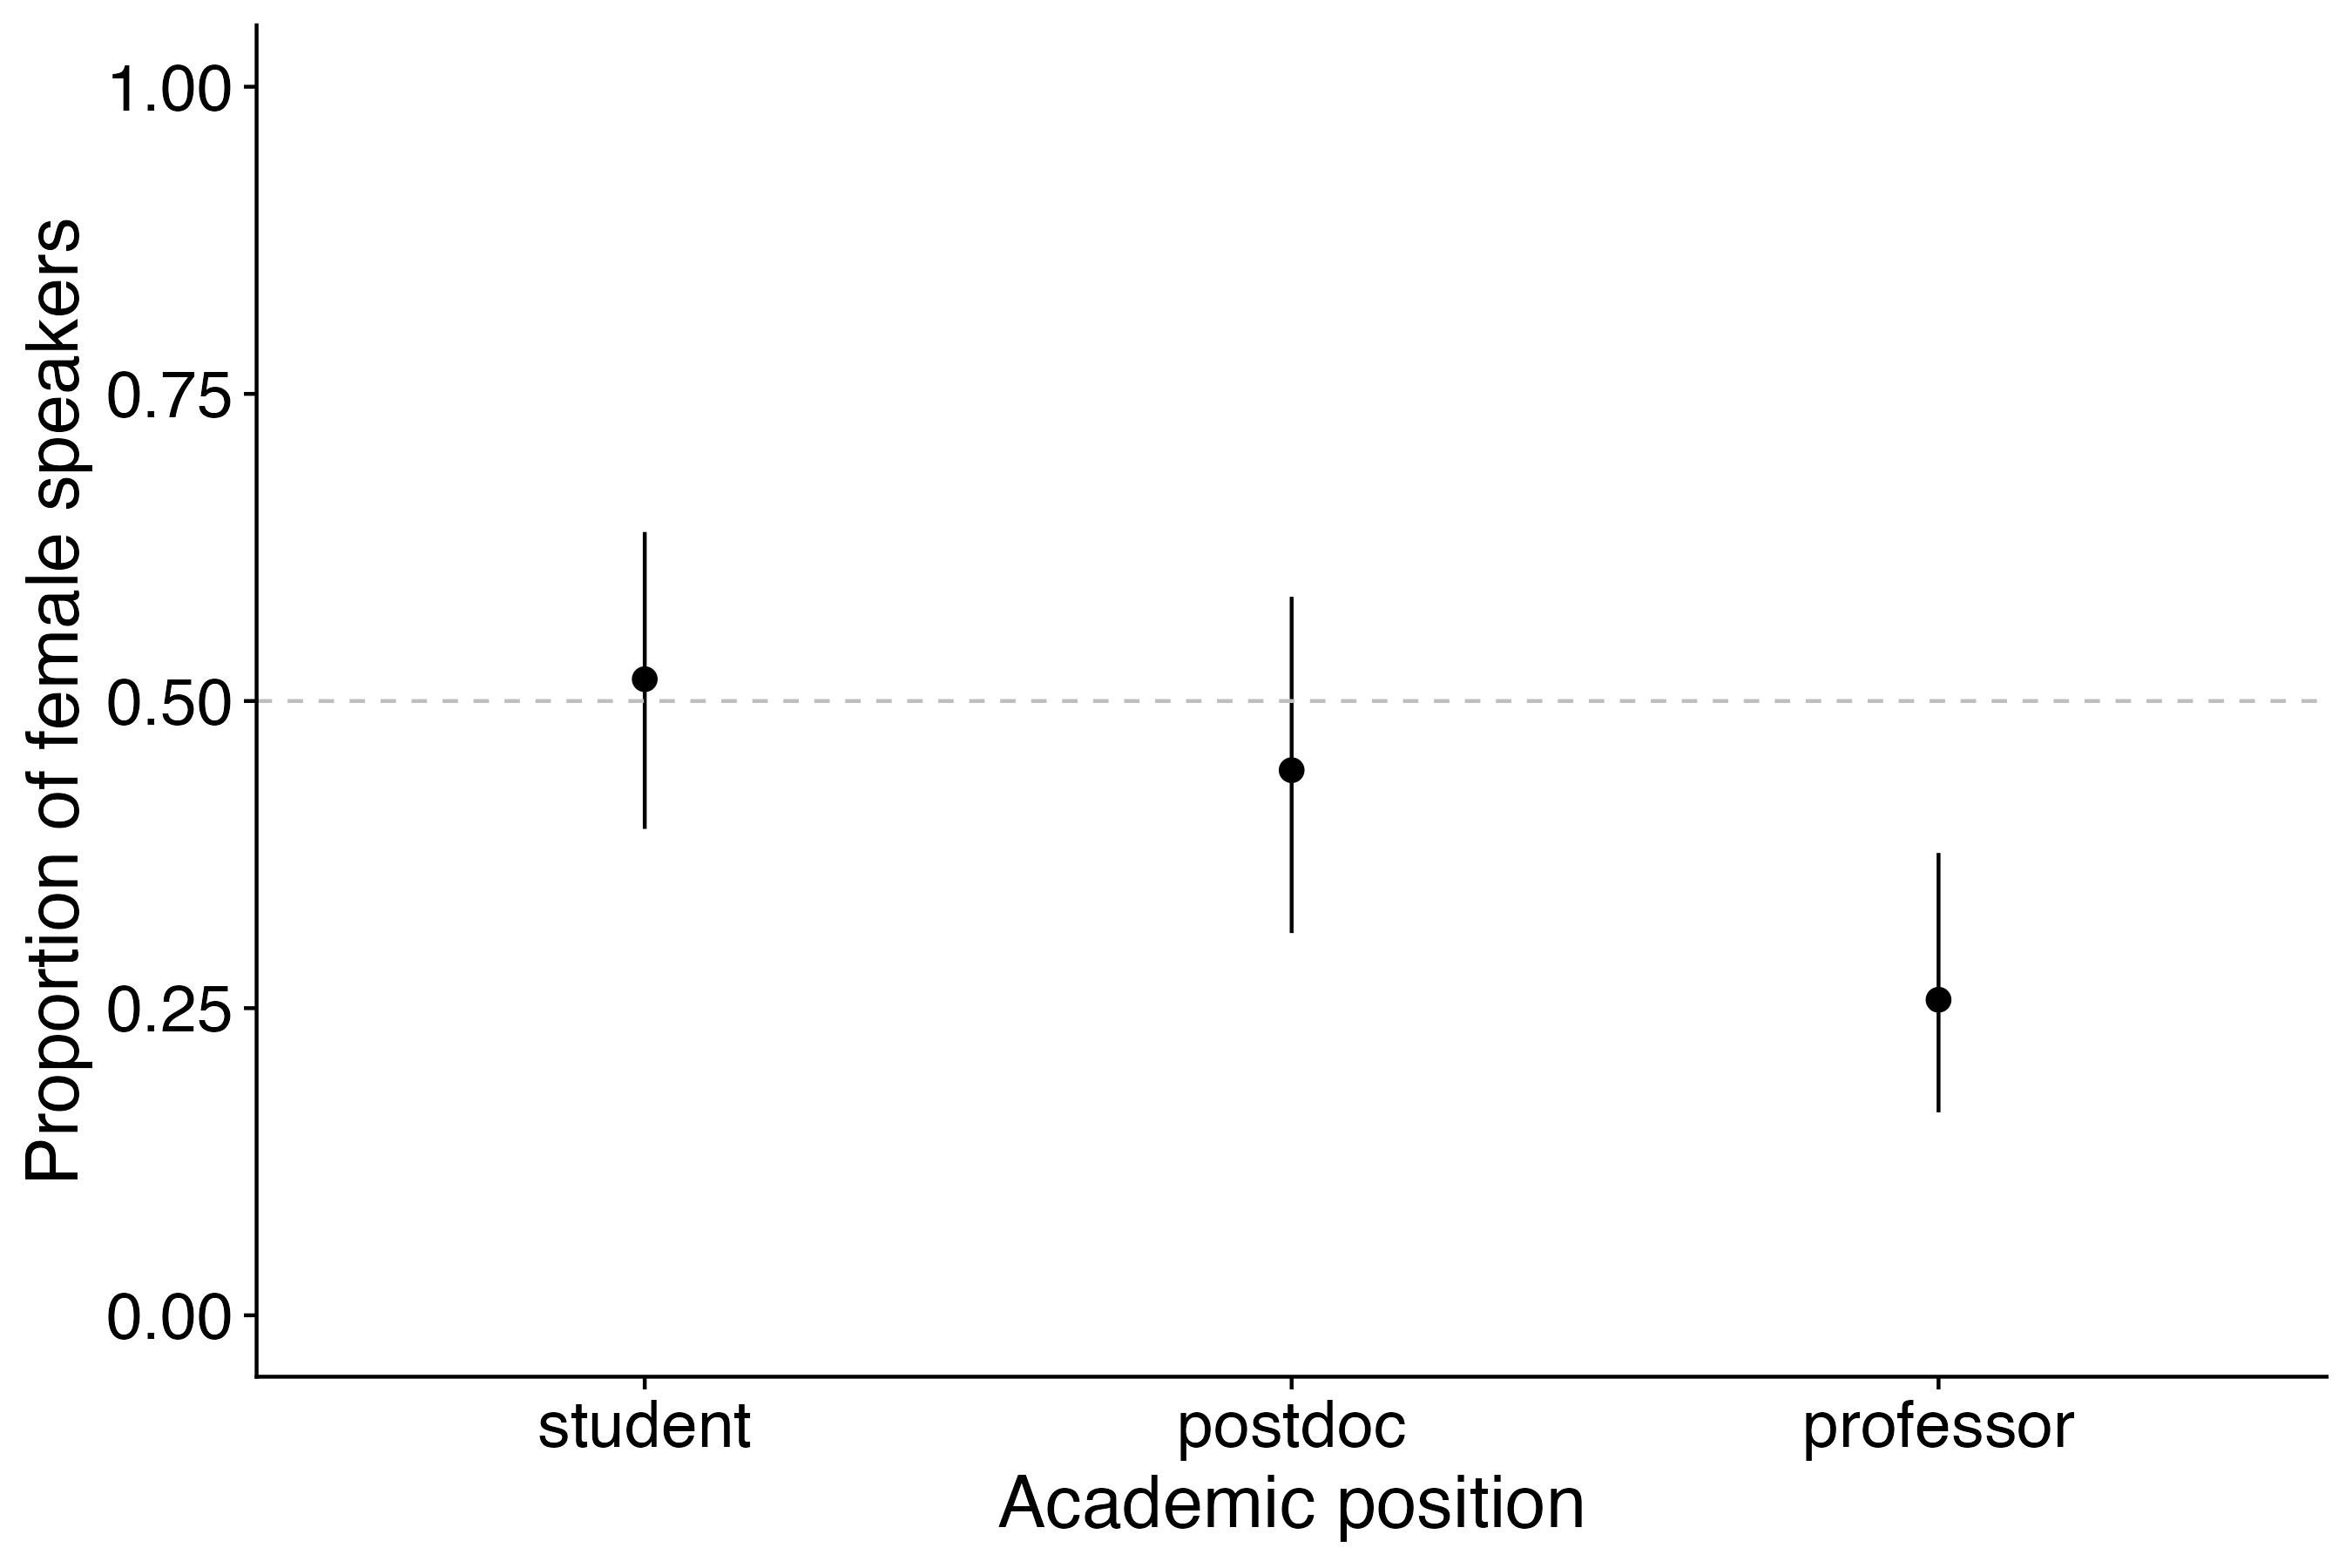 Proportion of female speakers
1.00
0.75
0.50
0.25
0.00
student postdoc professor
Academic position